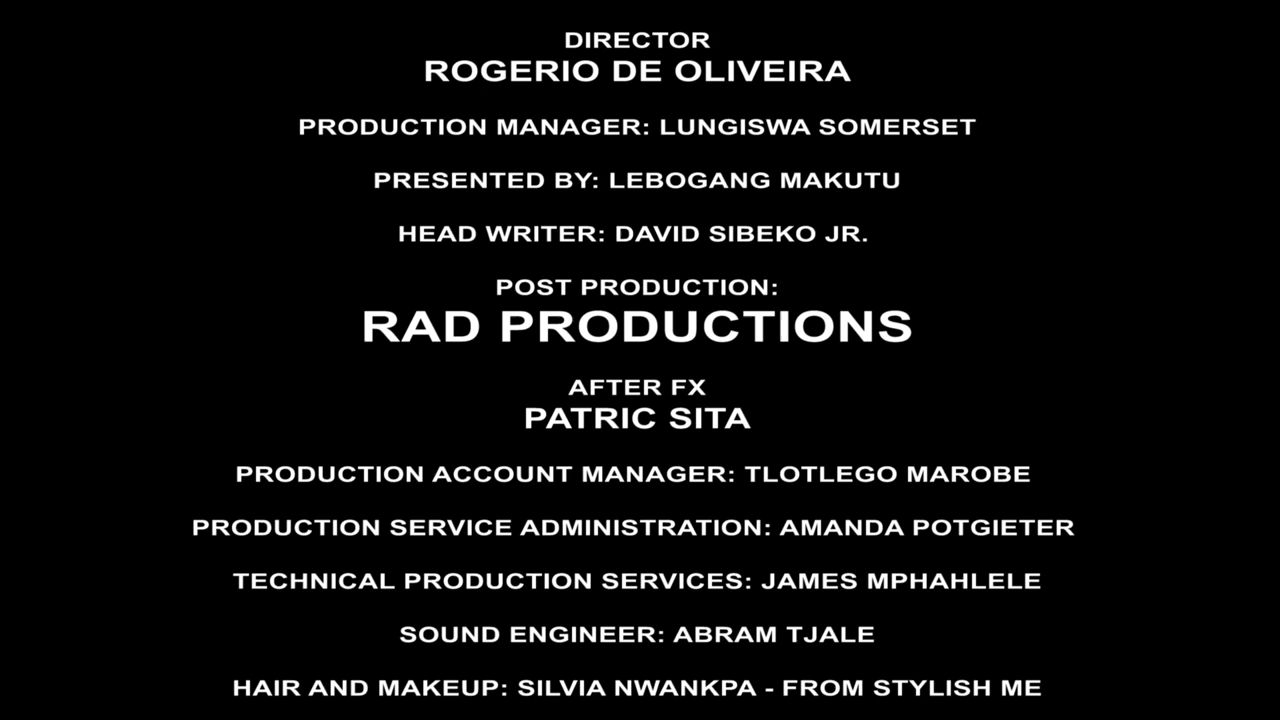 DIRECTOR
ROGERIO DE OLIVEIRA
PRODUCTION MANAGER: LUNGISWA SOMERSET
PRESENTED BY: LEBOGANG MAKUTU
HEAD WRITER: DAVID SIBEKO JR.
POST PRODUCTION:
RAD PRODUCTIONS
AFTER FX
PATRIC SITA
PRODUCTION ACCOUNT MANAGER: TLOTLEGO MAROBE
PRODUCTION SERVICE ADMINISTRATION: AMANDA POTGIETER
TECHNICAL PRODUCTION SERVICES: JAMES MPHAHLELE
SOUND ENGINEER: ABRAM TJALE
HAIR AND MAKEUP: SILVIA NWANKPA - FROM STYLISH ME